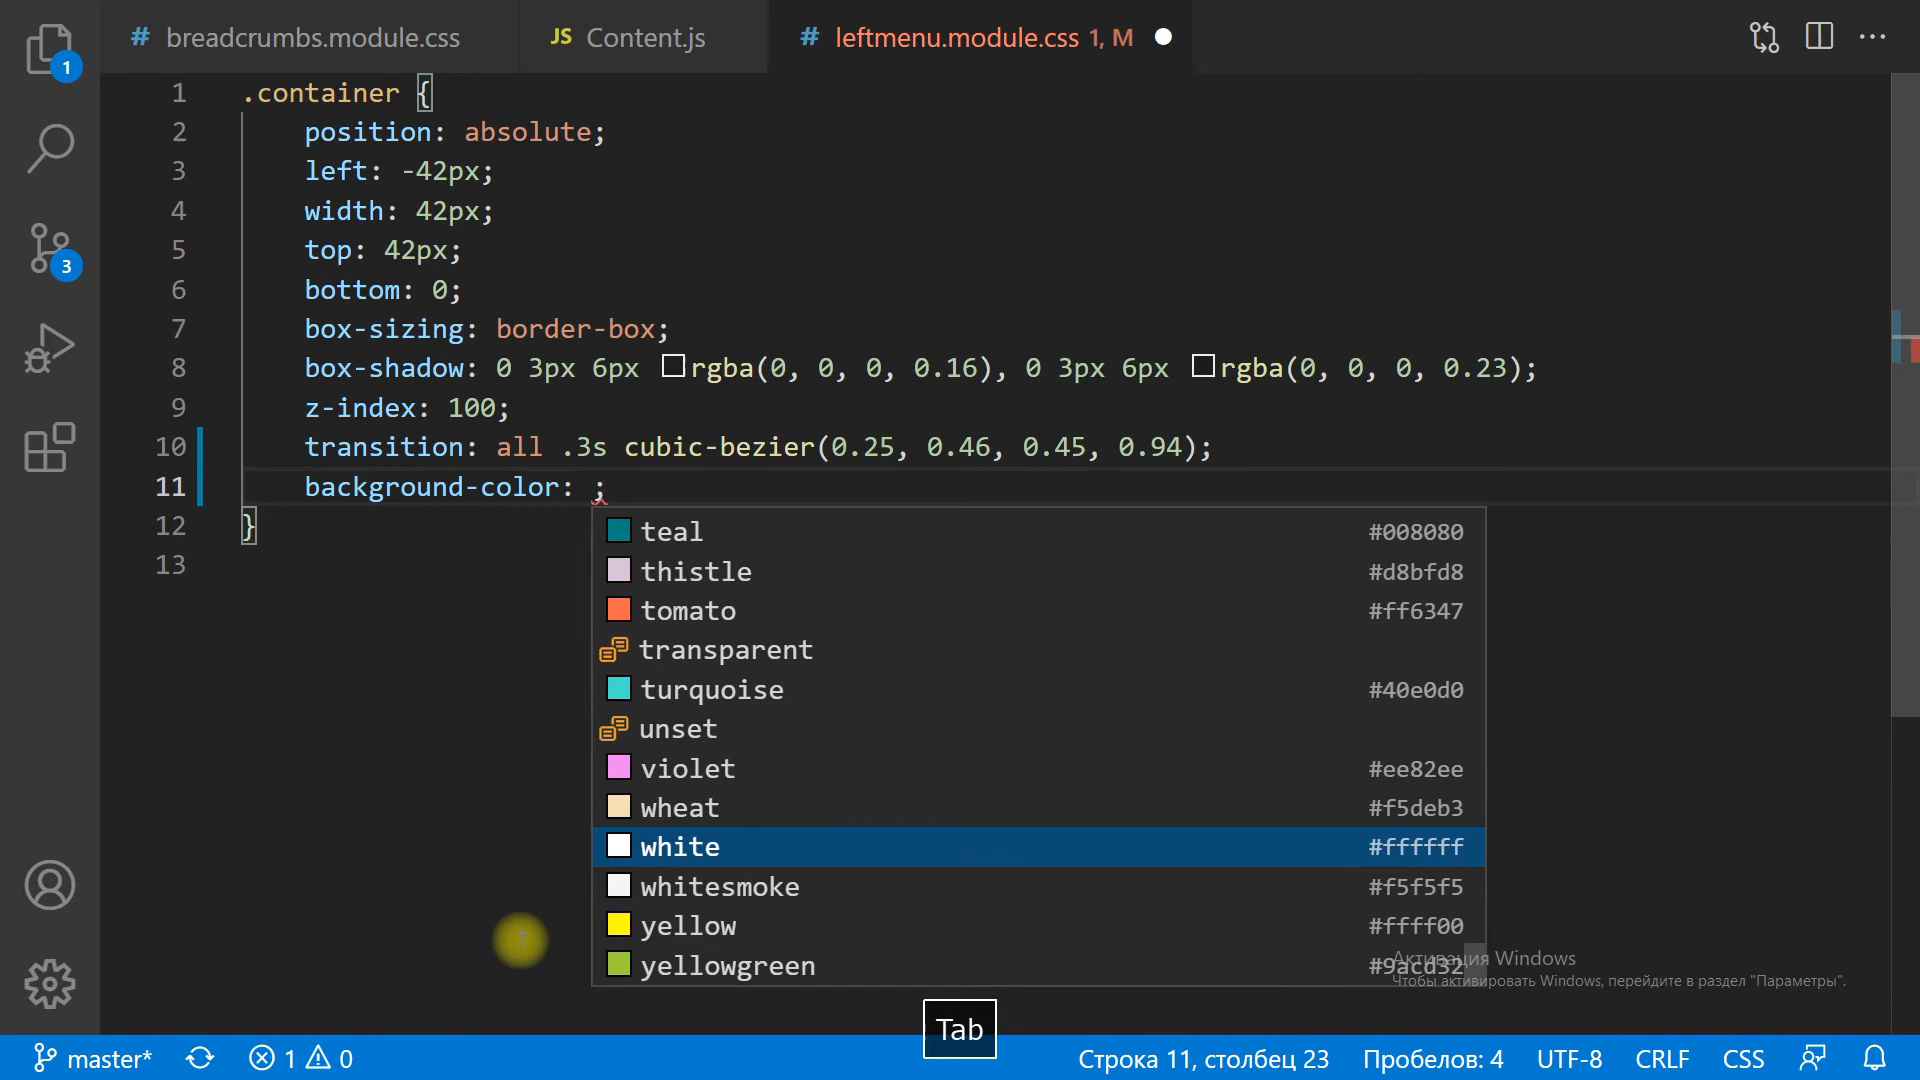 # breadcrumbs.module.css JS Content.js # leftmenu.module.css 1, M
1 .container {
2 position: absolute;
3 left: -42px;
4 width: 42px;
5 top: 42px;
6 bottom: 0;
7 box-sizing: border-box;
8 box-shadow: 0 3px 6px rgba(0, 0, 0, 0.16), 0 3px 6px rgba(0, 0, 0, 0.23);
9 z-index: 100;
10 transition: all .3s cubic-bezier(0.25, 0.46, 0.45, 0.94);
11 background-color: ;
12 }
13
1
3
teal #008080
thistle #d8bfd8
tomato #ff6347
transparent
turquoise #40e0d0
unset
violet #ee82ee
wheat #f5deb3
white #ffffff
whitesmoke #f5f5f5
yellow #ffff00
yellowgreen #9acd32
Активация Windows
Чтобы активировать Windows, перейдите в раздел "Параметры".
Tab
master* 1 0 Строка 11, столбец 23 Пробелов: 4 UTF-8 CRLF CSS